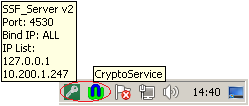 SSF_Server v2
Port: 4530
Bind IP: ALL
IP List:
127.0.0.1
10.200.1.247
CryptoService
14:40